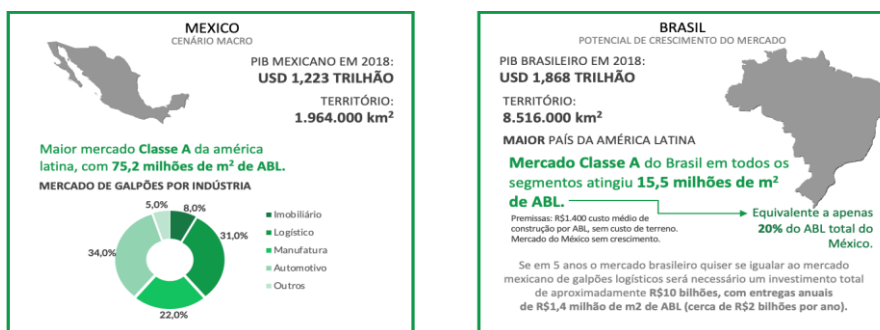 MEXICO
CENÁRIO MACRO
PIB MEXICANO EM 2018:
USD 1,223 TRILHÃO
TERRITÓRIO:
1.964.000 km²
Maior mercado Classe A da américa
latina, com 75,2 milhões de m² de ABL.
MERCADO DE GALPÕES POR INDÚSTRIA
5,0%
8,0%
34,0%
31,0%
22,0%
Imobiliário
Logístico
Manufatura
Automotivo
Outros
BRASIL
POTENCIAL DE CRESCIMENTO DO MERCADO
PIB BRASILEIRO EM 2018:
USD 1,868 TRILHÃO
TERRITÓRIO:
8.516.000 km²
MAIOR PAÍS DA AMÉRICA LATINA
Mercado Classe A do Brasil em todos os
segmentos atingiu 15,5 milhões de m²
de ABL.
Premissas: R$1.400 custo médio de
construção por ABL, sem custo de terreno.
Mercado do México sem crescimento.
Equivalente a apenas
20% do ABL total do
México.
Se em 5 anos o mercado brasileiro quiser se igualar ao mercado
mexicano de galpões logísticos será necessário um investimento total
de aproximadamente R$10 bilhões, com entregas anuais
de R$1,4 milhão de m2 de ABL (cerca de R$2 bilhões por ano).